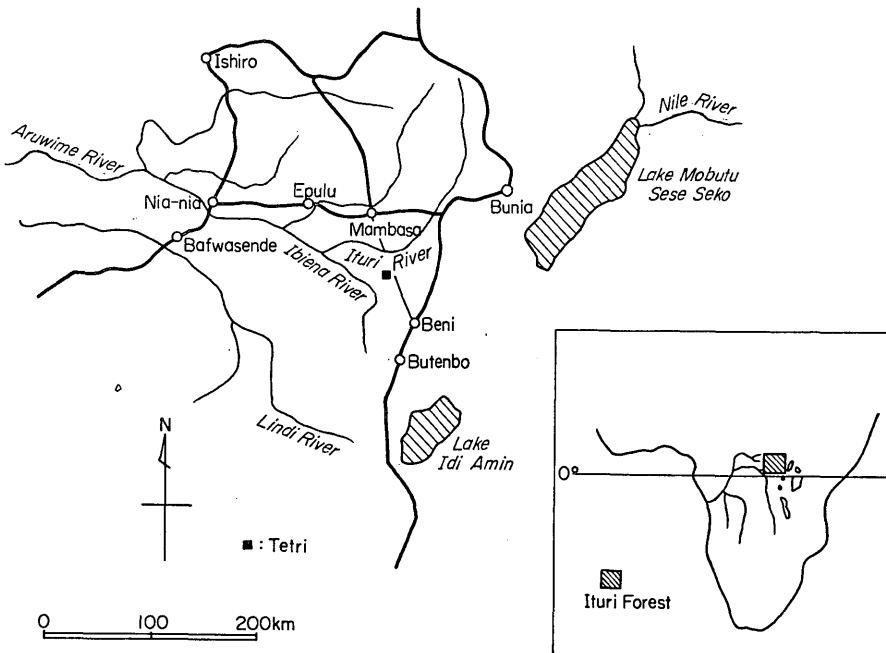 Ishiro
Nile River
Aruwime River
Lake Mobutu
Sese Seko
Nia-nia
Epulu
Bunia
Mambasa
Bafwasende
Ibiena River
Ituri River
Beni
Butenbo
Lindi River
Lake
Idi Amin
N
■ : Tetri
0 100 200km
0°
Ituri Forest